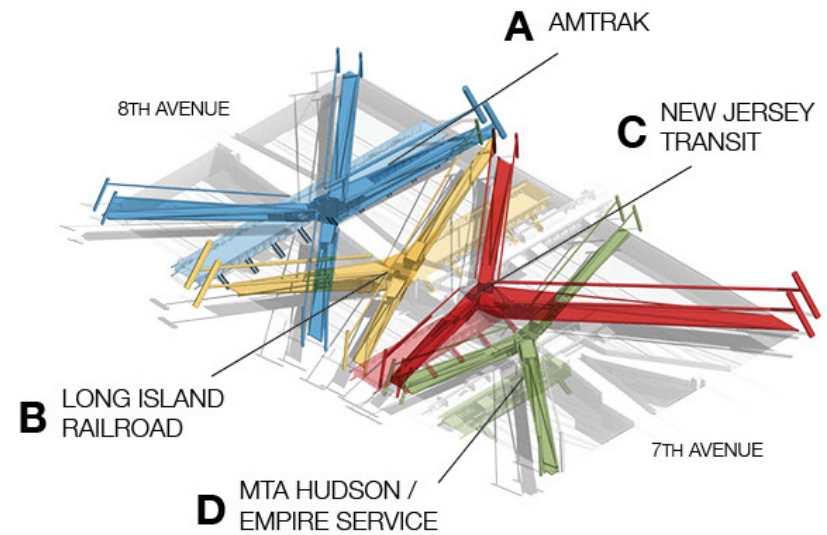 A AMTRAK
8TH AVENUE
C NEW JERSEY
TRANSIT
B LONG ISLAND
RAILROAD
7TH AVENUE
D MTA HUDSON /
EMPIRE SERVICE